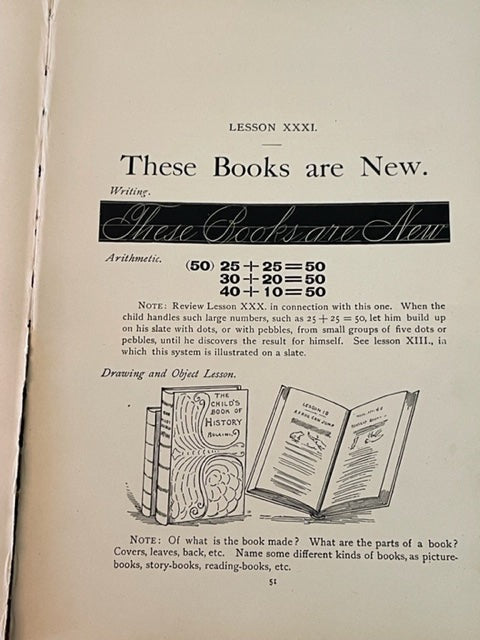 LESSON XXXI.
These Books are New.
Writing.
These Books are New
Arithmetic.
(50) 25+25=50
30+20=50
40+10=50
NOTE: Review Lesson XXX. in connection with this one. When the
child handles such large numbers, such as 25 + 25 = 50, let him build up
on his slate with dots, or with pebbles, from small groups of five dots or
pebbles, until he discovers the result for himself. See lesson XIII., in
which this system is illustrated on a slate.
Drawing and Object Lesson.
THE
CHILD'S
BOOK OF
HISTORY
LESSON 18
A FROG CAN JUMP
NOTE: Of what is the book made? What are the parts of a book?
Covers, leaves, back, etc. Name some different kinds of books, as picture-
books, story-books, reading-books, etc.
51